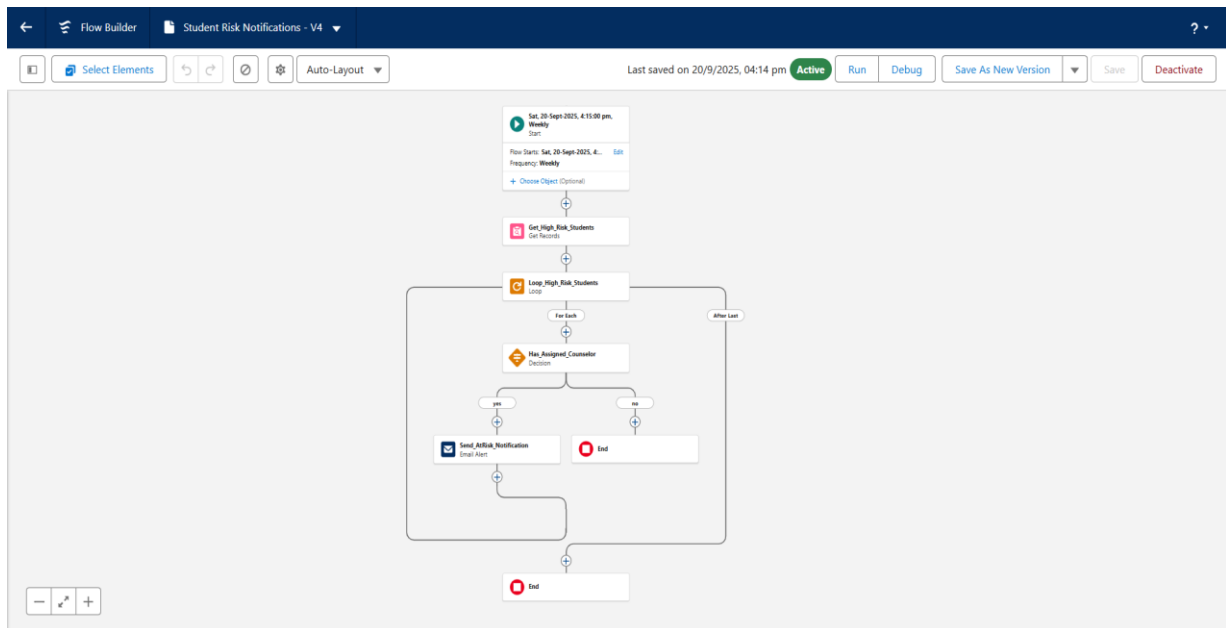 Flow Builder
Student Risk Notifications - V4
?
Select Elements
Auto-Layout
Last saved on 20/9/2025, 04:14 pm
Active
Run
Debug
Save As New Version
Save
Deactivate
Sat, 20-Sept-2025, 4:15:00 pm,
Weekly
Start
Flow Starts: Sat, 20-Sept-2025, 4:... Edit
Frequency: Weekly
+ Choose Object (Optional)
Get_High_Risk_Students
Get Records
Loop_High_Risk_Students
Loop
For Each
After Last
Has_Assigned_Counselor
Decision
yes
no
Send_AtRisk_Notification
Email Alert
End
End